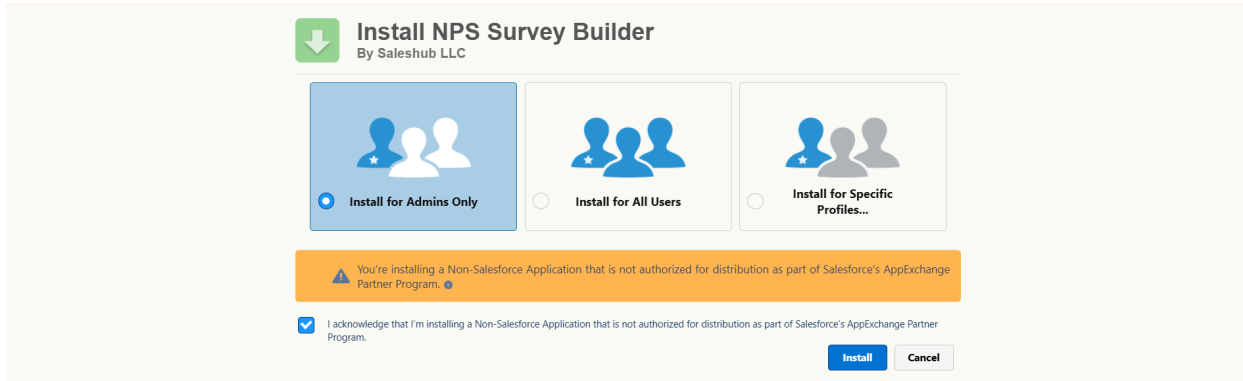 Install NPS Survey Builder
By Saleshub LLC
Install for Admins Only
Install for All Users
Install for Specific
Profiles...
You're installing a Non-Salesforce Application that is not authorized for distribution as part of Salesforce's AppExchange
Partner Program.
I acknowledge that I'm installing a Non-Salesforce Application that is not authorized for distribution as part of Salesforce's AppExchange Partner
Program.
Install
Cancel